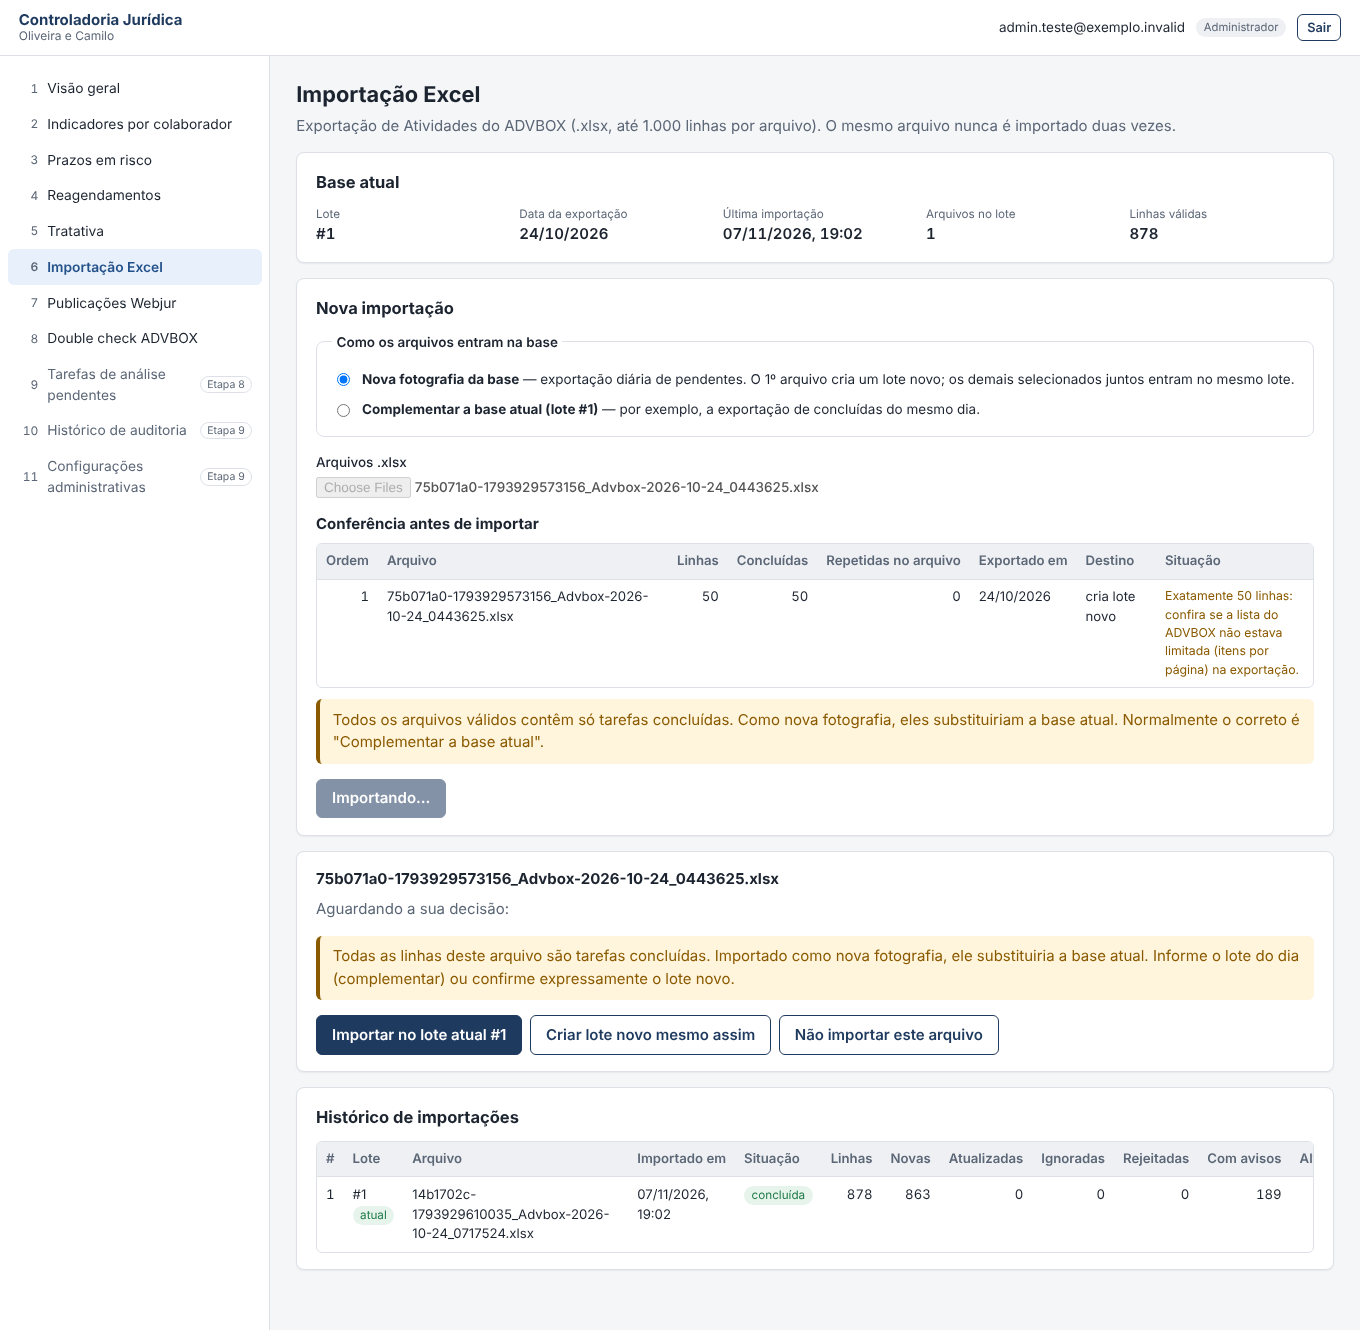 Controladoria Jurídica
Oliveira e Camilo
admin.teste@exemplo.invalid Administrador Sair
1 Visão geral
2 Indicadores por colaborador
3 Prazos em risco
4 Reagendamentos
5 Tratativa
6 Importação Excel
7 Publicações Webjur
8 Double check ADVBOX
9 Tarefas de análise pendentes Etapa 8
10 Histórico de auditoria Etapa 9
11 Configurações administrativas Etapa 9
Importação Excel
Exportação de Atividades do ADVBOX (.xlsx, até 1.000 linhas por arquivo). O mesmo arquivo nunca é importado duas vezes.
Base atual
Lote Data da exportação Última importação Arquivos no lote Linhas válidas
#1 24/10/2026 07/11/2026, 19:02 1 878
Nova importação
Como os arquivos entram na base
Nova fotografia da base — exportação diária de pendentes. O 1º arquivo cria um lote novo; os demais selecionados juntos entram no mesmo lote.
Complementar a base atual (lote #1) — por exemplo, a exportação de concluídas do mesmo dia.
Arquivos .xlsx
Choose Files 75b071a0-1793929573156_Advbox-2026-10-24_0443625.xlsx
Conferência antes de importar
Ordem Arquivo Linhas Concluídas Repetidas no arquivo Exportado em Destino Situação
1 75b071a0-1793929573156_Advbox-2026- 50 50 0 24/10/2026 cria lote Exatamente 50 linhas:
10-24_0443625.xlsx novo confira se a lista do
ADVBOX não estava
limitada (itens por
página) na exportação.
Todos os arquivos válidos contêm só tarefas concluídas. Como nova fotografia, eles substituiriam a base atual. Normalmente o correto é
"Complementar a base atual".
Importando...
75b071a0-1793929573156_Advbox-2026-10-24_0443625.xlsx
Aguardando a sua decisão:
Todas as linhas deste arquivo são tarefas concluídas. Importado como nova fotografia, ele substituiria a base atual. Informe o lote do dia
(complementar) ou confirme expressamente o lote novo.
Importar no lote atual #1 Criar lote novo mesmo assim Não importar este arquivo
Histórico de importações
# Lote Arquivo Importado em Situação Linhas Novas Atualizadas Ignoradas Rejeitadas Com avisos Al
1 #1 14b1702c- 07/11/2026, concluída 878 863 0 0 0 189
atual 1793929610035_Advbox-2026- 19:02
10-24_0717524.xlsx